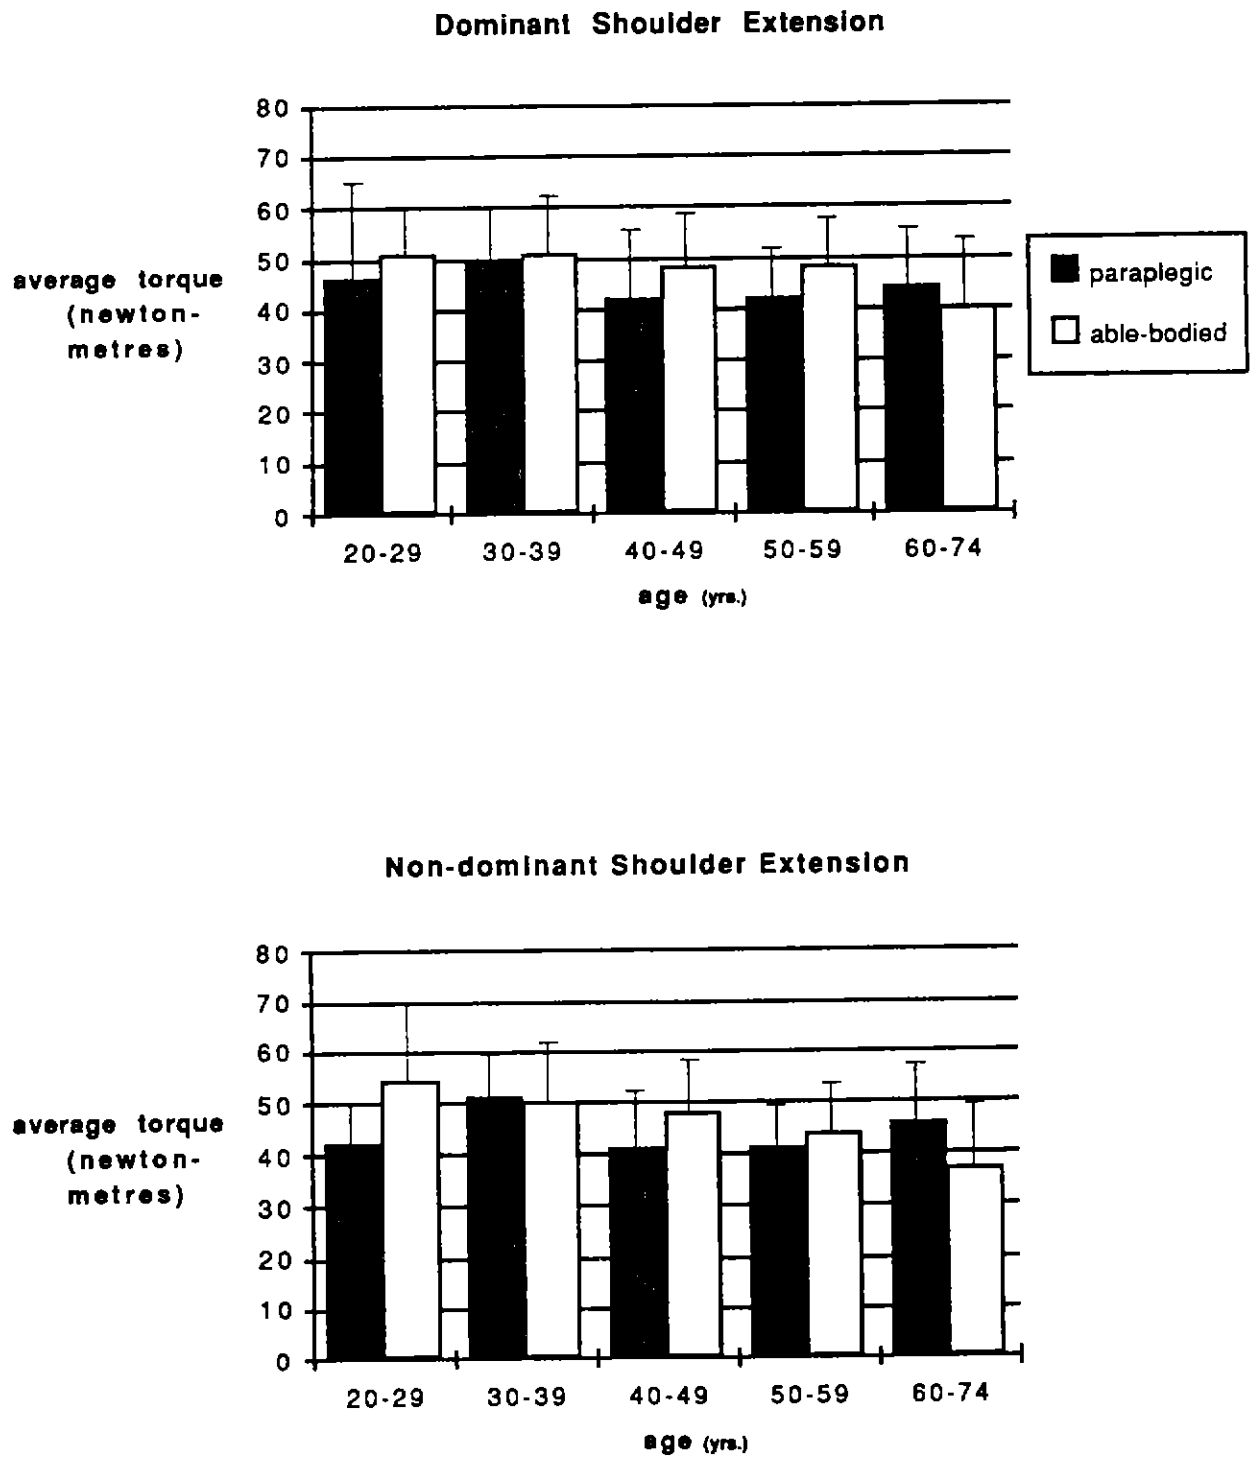 Dominant Shoulder Extension
80
70
60
50
40
30
20
10
0
average torque
(newton-
metres)
20-29 30-39 40-49 50-59 60-74
age (yrs.)
paraplegic
able-bodied
Non-dominant Shoulder Extension
80
70
60
50
40
30
20
10
0
average torque
(newton-
metres)
20-29 30-39 40-49 50-59 60-74
age (yrs.)